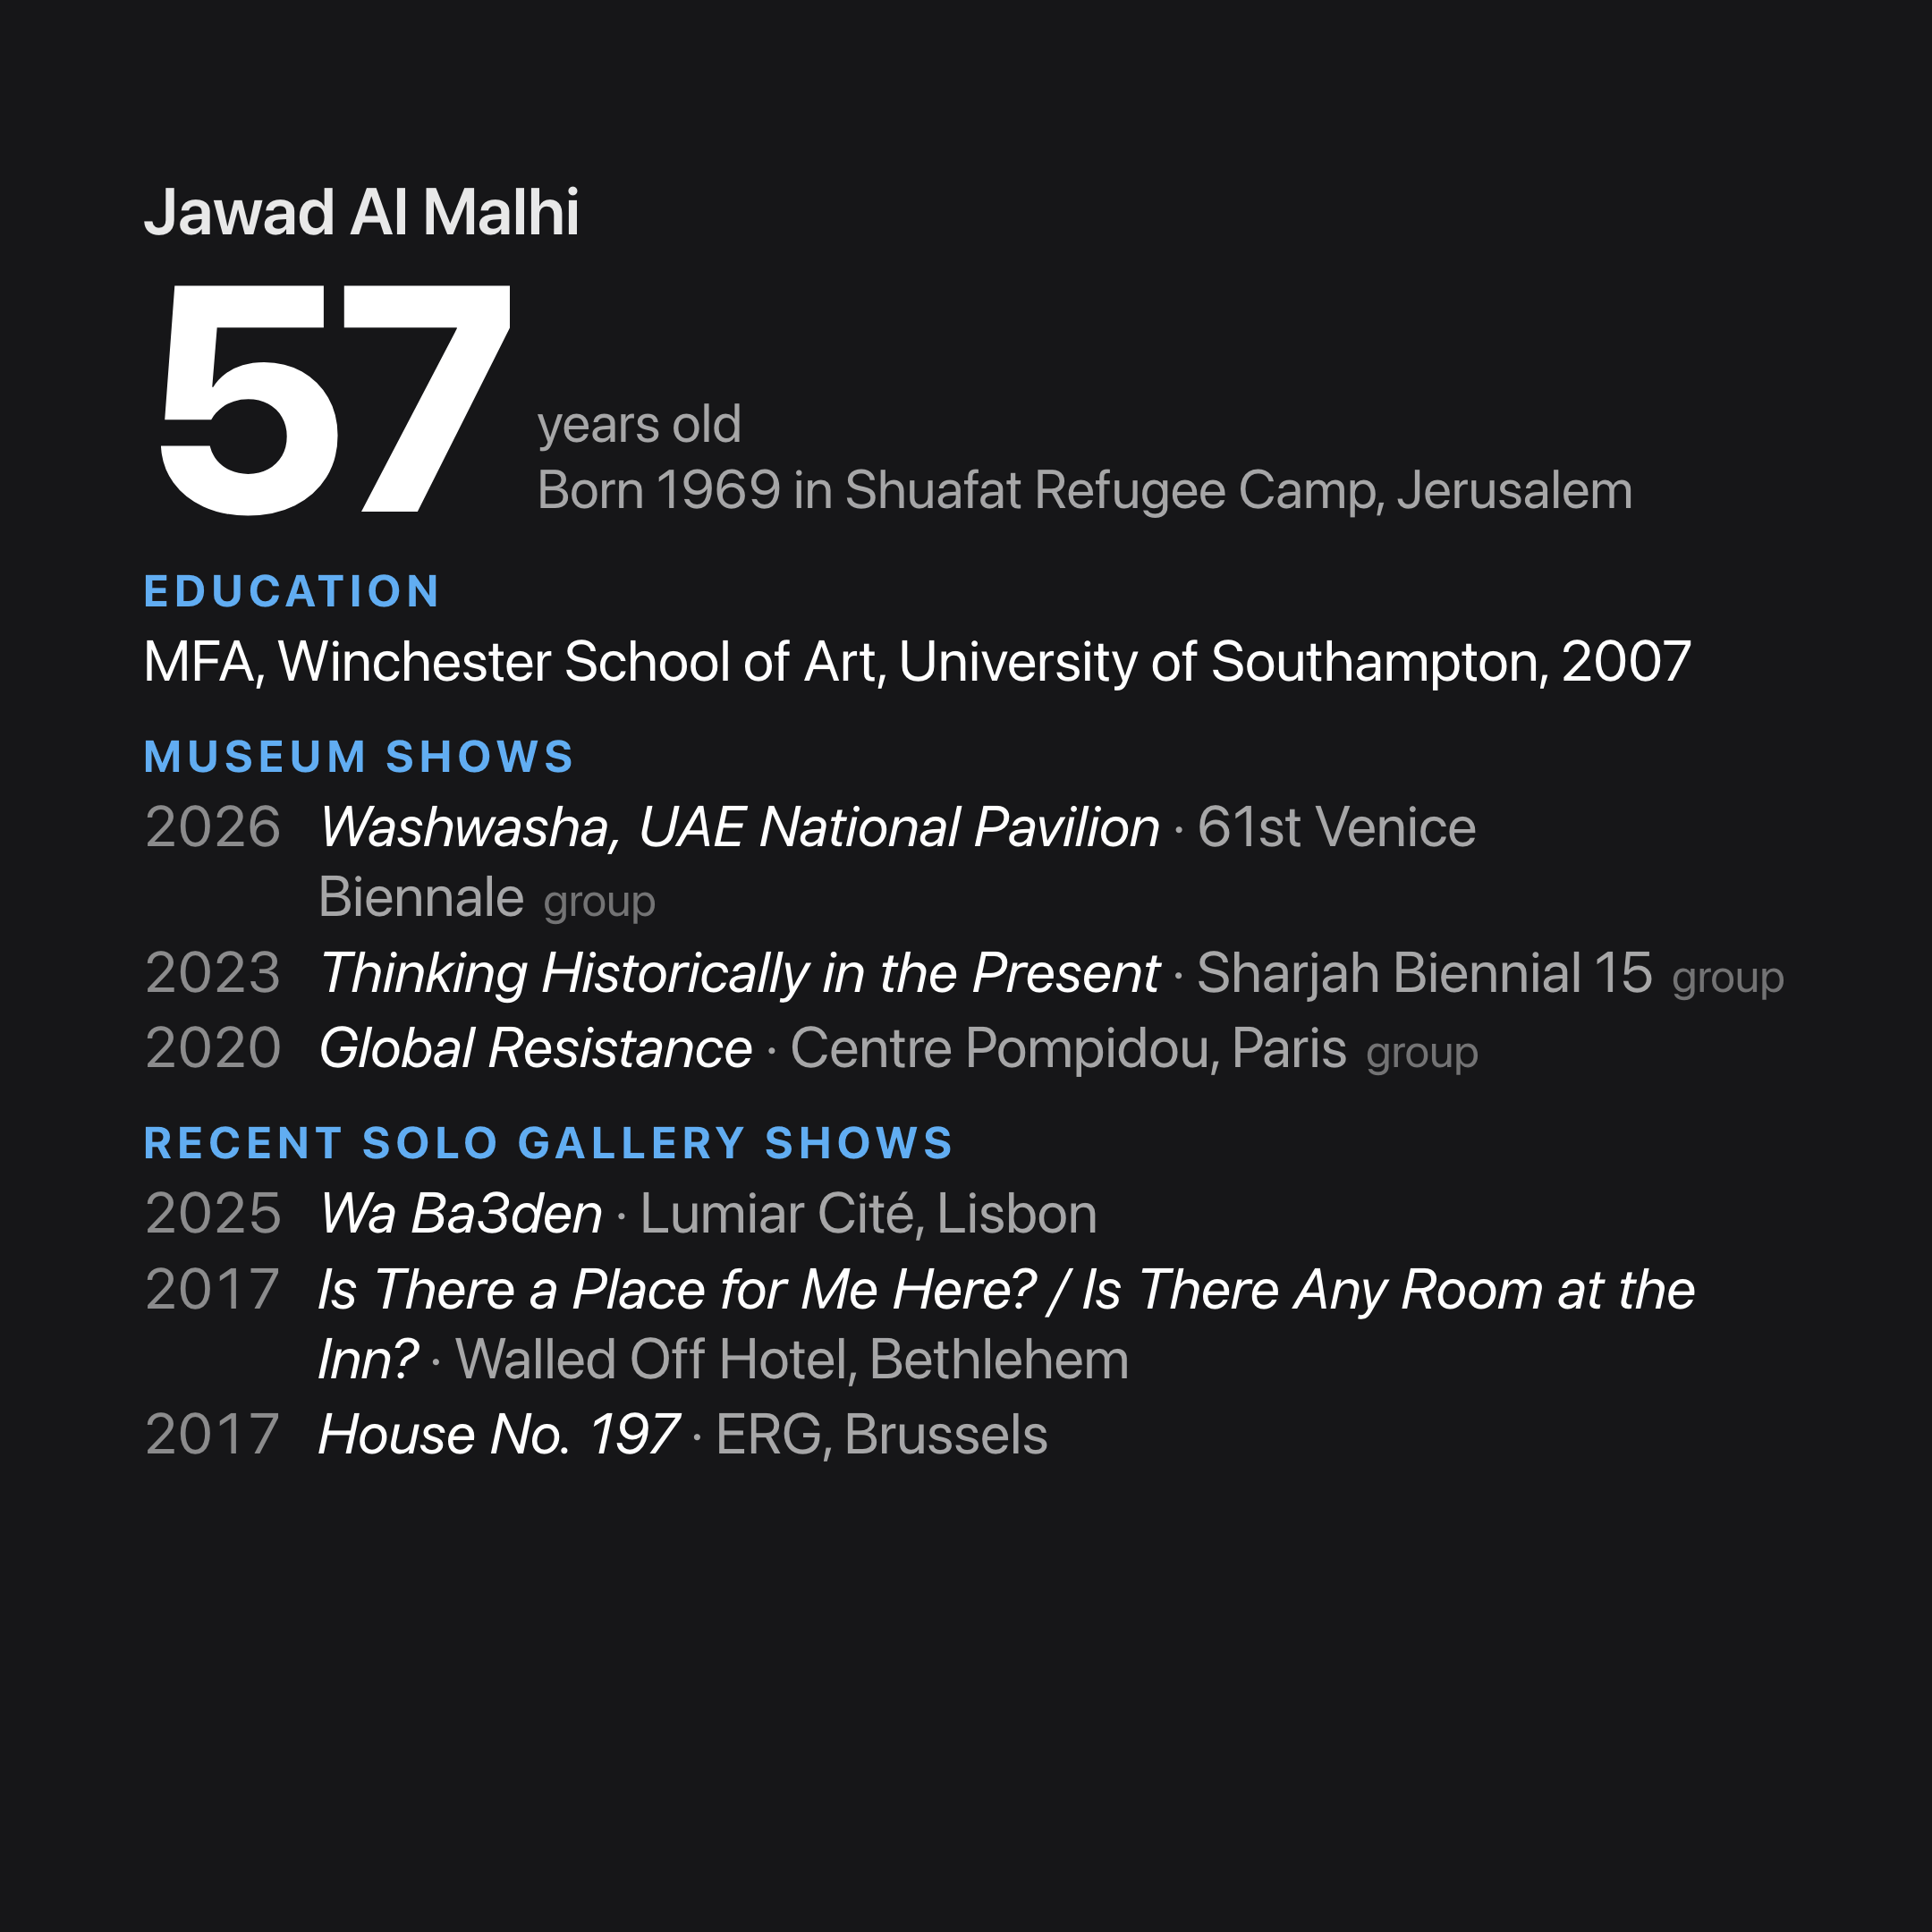 Jawad Al Malhi
57
years old
Born 1969 in Shuafat Refugee Camp, Jerusalem
EDUCATION
MFA, Winchester School of Art, University of Southampton, 2007
MUSEUM SHOWS
2026 Washwasha, UAE National Pavilion · 61st Venice
Biennale group
2023 Thinking Historically in the Present · Sharjah Biennial 15 group
2020 Global Resistance · Centre Pompidou, Paris group
RECENT SOLO GALLERY SHOWS
2025 Wa Ba3den · Lumiar Cité, Lisbon
2017 Is There a Place for Me Here? / Is There Any Room at the
Inn? · Walled Off Hotel, Bethlehem
2017 House No. 197 · ERG, Brussels